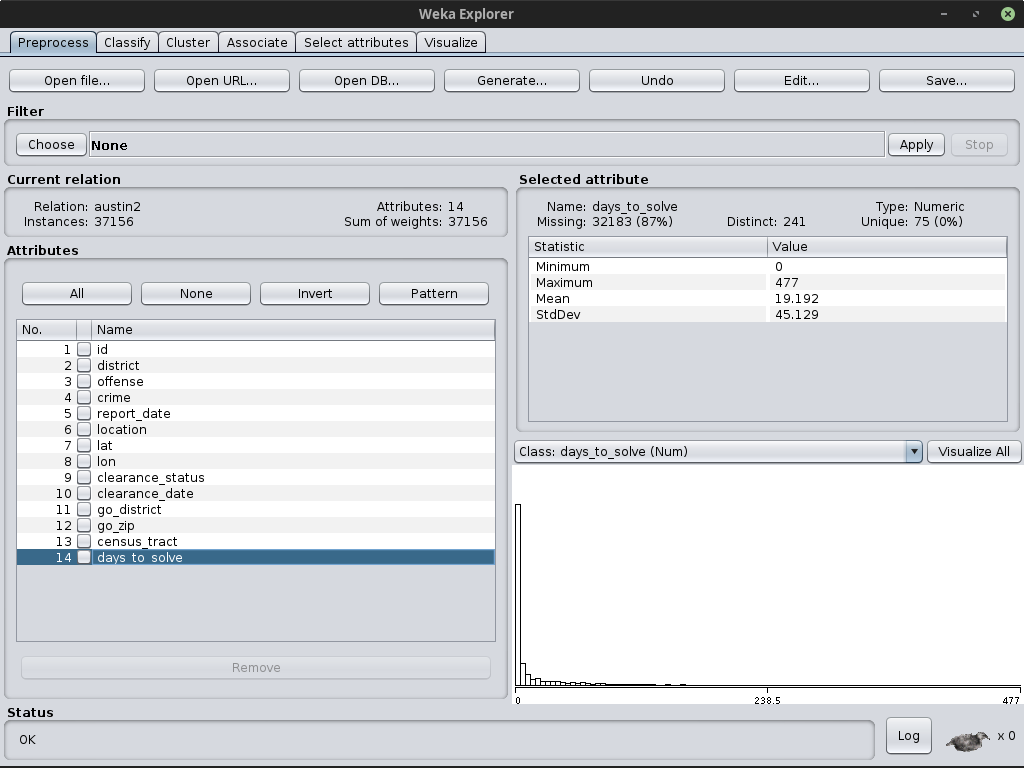 Weka Explorer
Preprocess Classify Cluster Associate Select attributes Visualize
Open file... Open URL... Open DB... Generate... Undo Edit... Save...
Filter
Choose None Apply Stop
Current relation
Relation: austin2 Attributes: 14
Instances: 37156 Sum of weights: 37156
Attributes
All None Invert Pattern
No. Name
1 id
2 district
3 offense
4 crime
5 report_date
6 location
7 lat
8 lon
9 clearance_status
10 clearance_date
11 go_district
12 go_zip
13 census_tract
14 days_to_solve
Remove
Selected attribute
Name: days_to_solve Type: Numeric
Missing: 32183 (87%) Distinct: 241 Unique: 75 (0%)
Statistic Value
Minimum 0
Maximum 477
Mean 19.192
StdDev 45.129
Class: days_to_solve (Num) Visualize All
0 238.5 477
Status
OK Log x 0